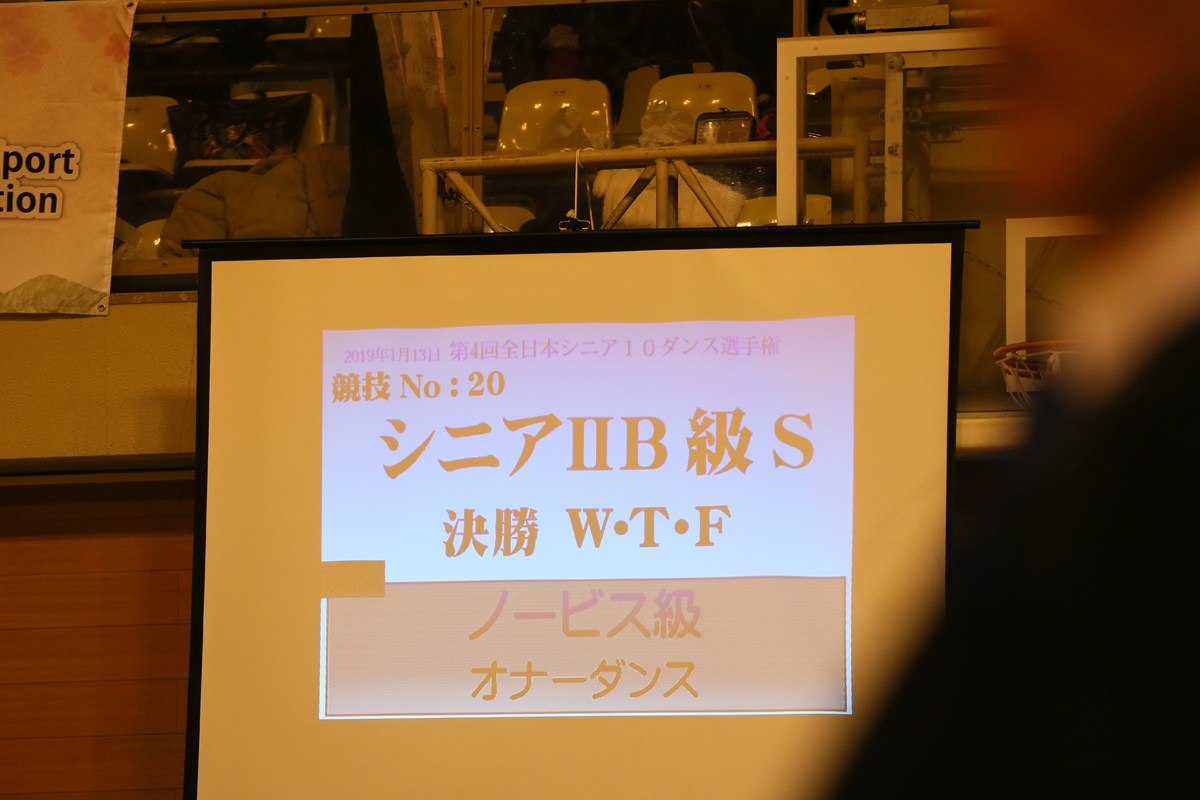 port
tion
2019年1月13日 第4回全日本シニア10ダンス選手権
競技 No : 20
シニアIIB 級 S
決勝 W・T・F
ノービス級
オナーダンス